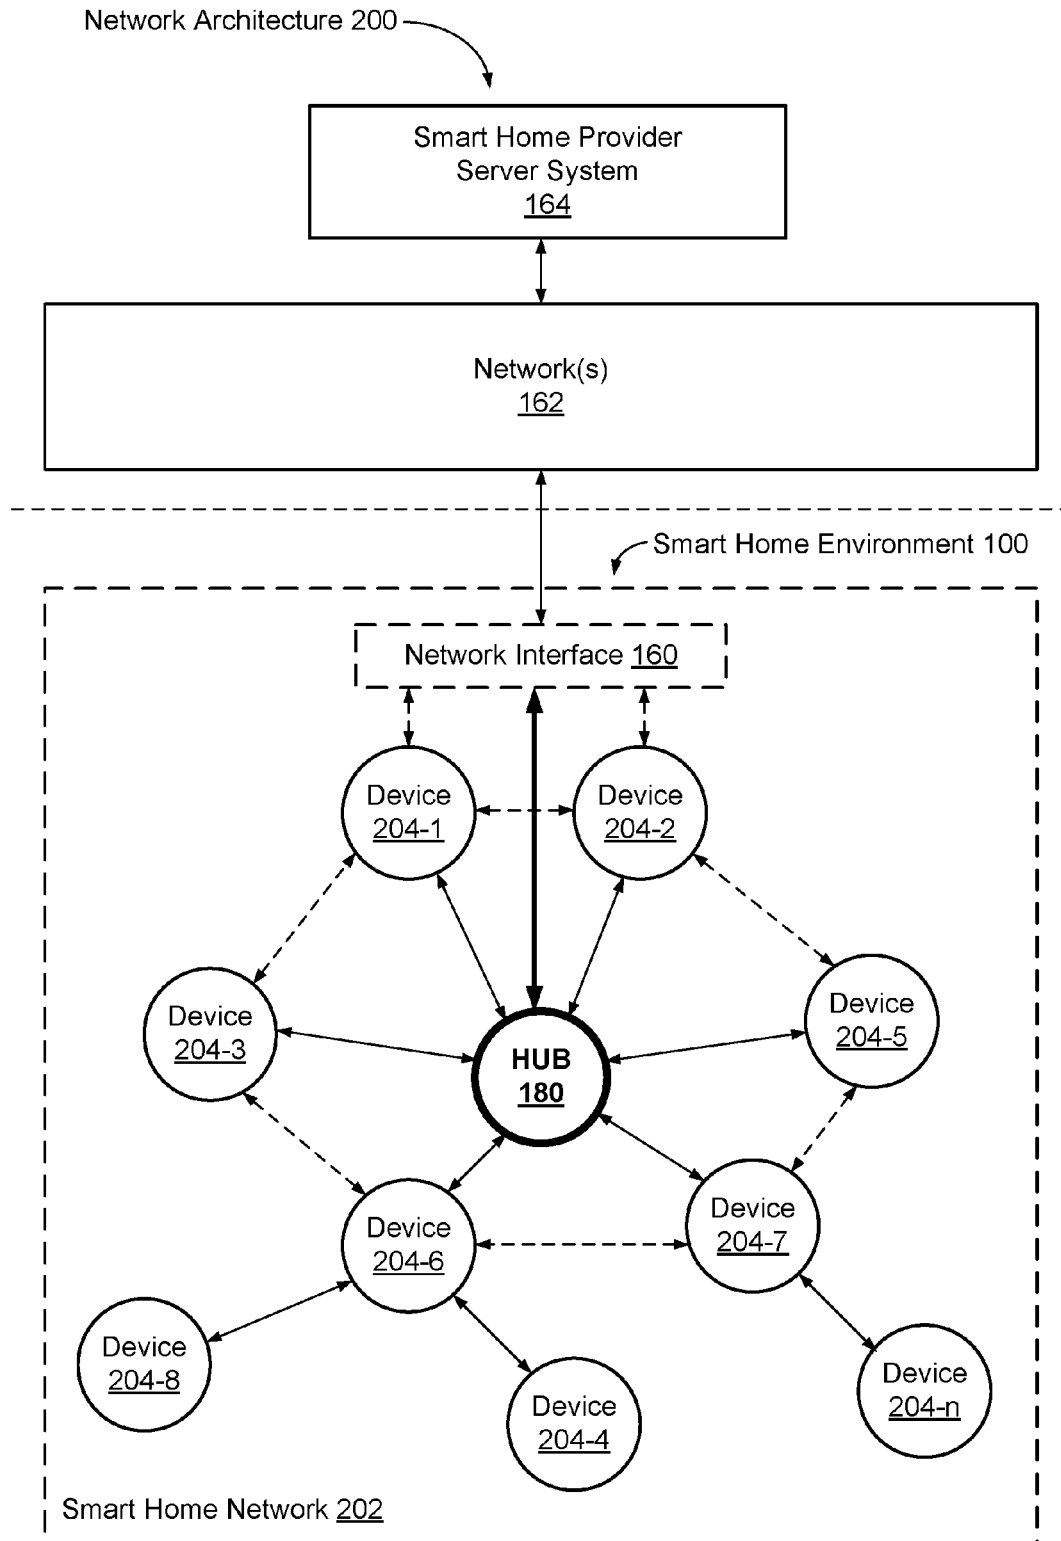 Network Architecture 200
Smart Home Provider
Server System
164
Network(s)
162
Smart Home Environment 100
Network Interface 160
Device
204-1
Device
204-2
Device
204-3
HUB
180
Device
204-5
Device
204-6
Device
204-7
Device
204-8
Device
204-4
Device
204-n
Smart Home Network 202